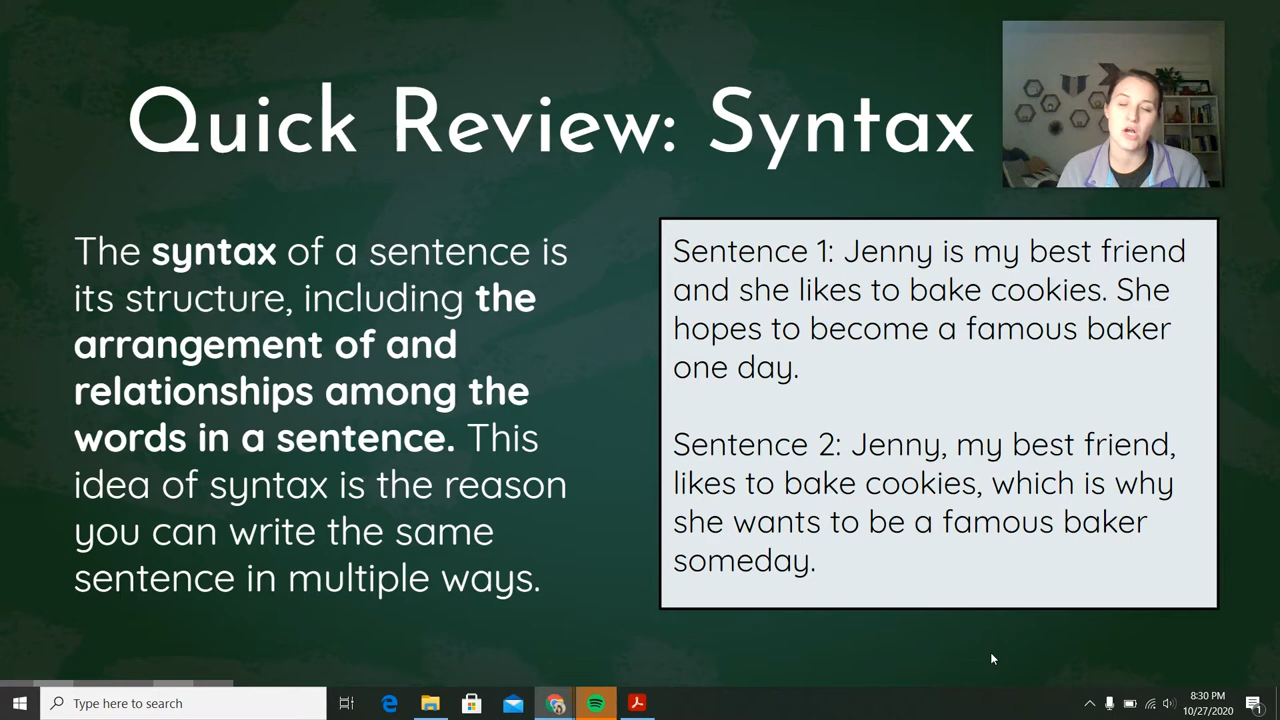 Quick Review: Syntax
The syntax of a sentence is
its structure, including the
arrangement of and
relationships among the
words in a sentence. This
idea of syntax is the reason
you can write the same
sentence in multiple ways.
Sentence 1: Jenny is my best friend
and she likes to bake cookies. She
hopes to become a famous baker
one day.
Sentence 2: Jenny, my best friend,
likes to bake cookies, which is why
she wants to be a famous baker
someday.
Type here to search
8:30 PM
10/27/2020
1